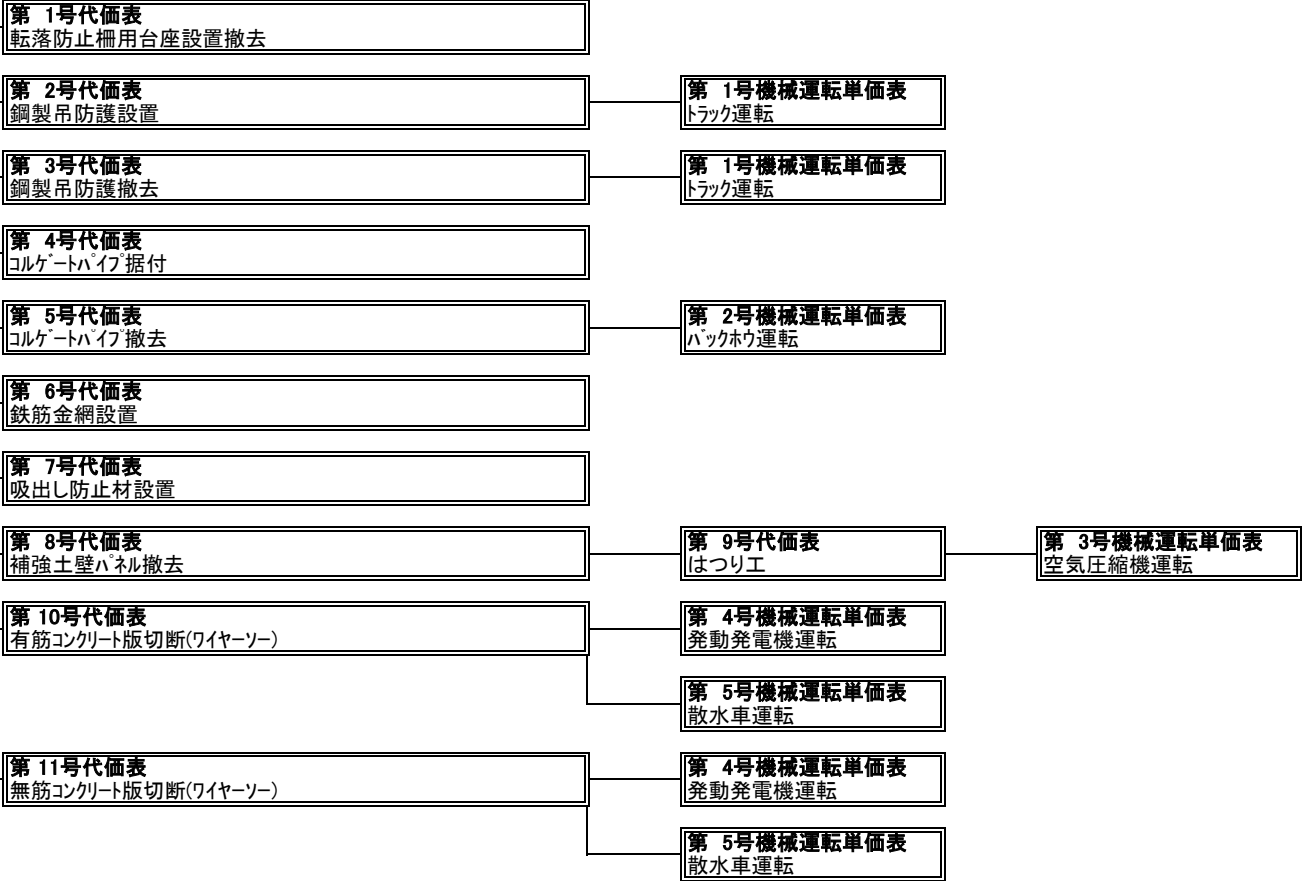 第 1号代価表
転落防止柵用台座設置撤去
第 2号代価表
鋼製吊防護設置
第 1号機械運転単価表
ﾄﾗｯｸ運転
第 3号代価表
鋼製吊防護撤去
第 1号機械運転単価表
ﾄﾗｯｸ運転
第 4号代価表
ｺﾙｹﾞｰﾄﾊﾟｲﾌﾟ据付
第 5号代価表
ｺﾙｹﾞｰﾄﾊﾟｲﾌﾟ撤去
第 2号機械運転単価表
ﾊﾞｯｸﾎｳ運転
第 6号代価表
鉄筋金網設置
第 7号代価表
吸出し防止材設置
第 8号代価表
補強土壁ﾊﾟﾈﾙ撤去
第 9号代価表
はつり工
第 3号機械運転単価表
空気圧縮機運転
第 10号代価表
有筋ｺﾝｸﾘｰﾄ版切断(ﾜｲﾔｰｿｰ)
第 4号機械運転単価表
発動発電機運転
第 5号機械運転単価表
散水車運転
第 11号代価表
無筋ｺﾝｸﾘｰﾄ版切断(ﾜｲﾔｰｿｰ)
第 4号機械運転単価表
発動発電機運転
第 5号機械運転単価表
散水車運転